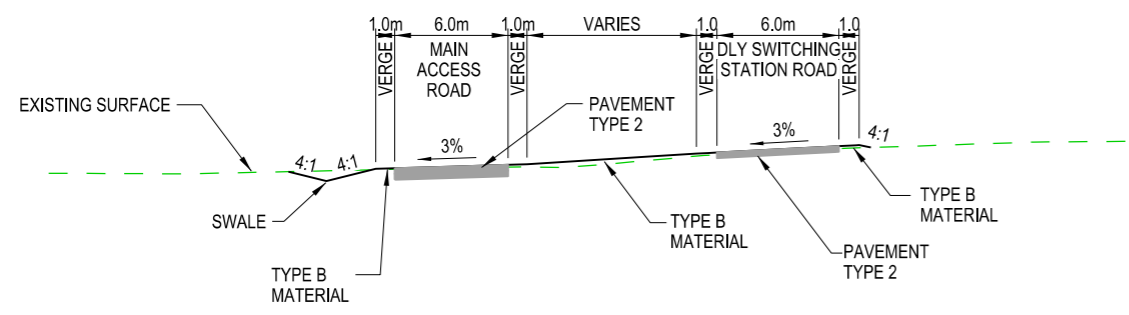 1.0m 6.0m 1.0m VARIES 1.0 6.0m 1.0
VERGE
MAIN
ACCESS
ROAD
VERGE
VERGE
DLY SWITCHING
STATION ROAD
VERGE
EXISTING SURFACE
PAVEMENT
TYPE 2
4:1
4:1
3%
3%
4:1
SWALE
TYPE B
MATERIAL
TYPE B
MATERIAL
PAVEMENT
TYPE 2
TYPE B
MATERIAL